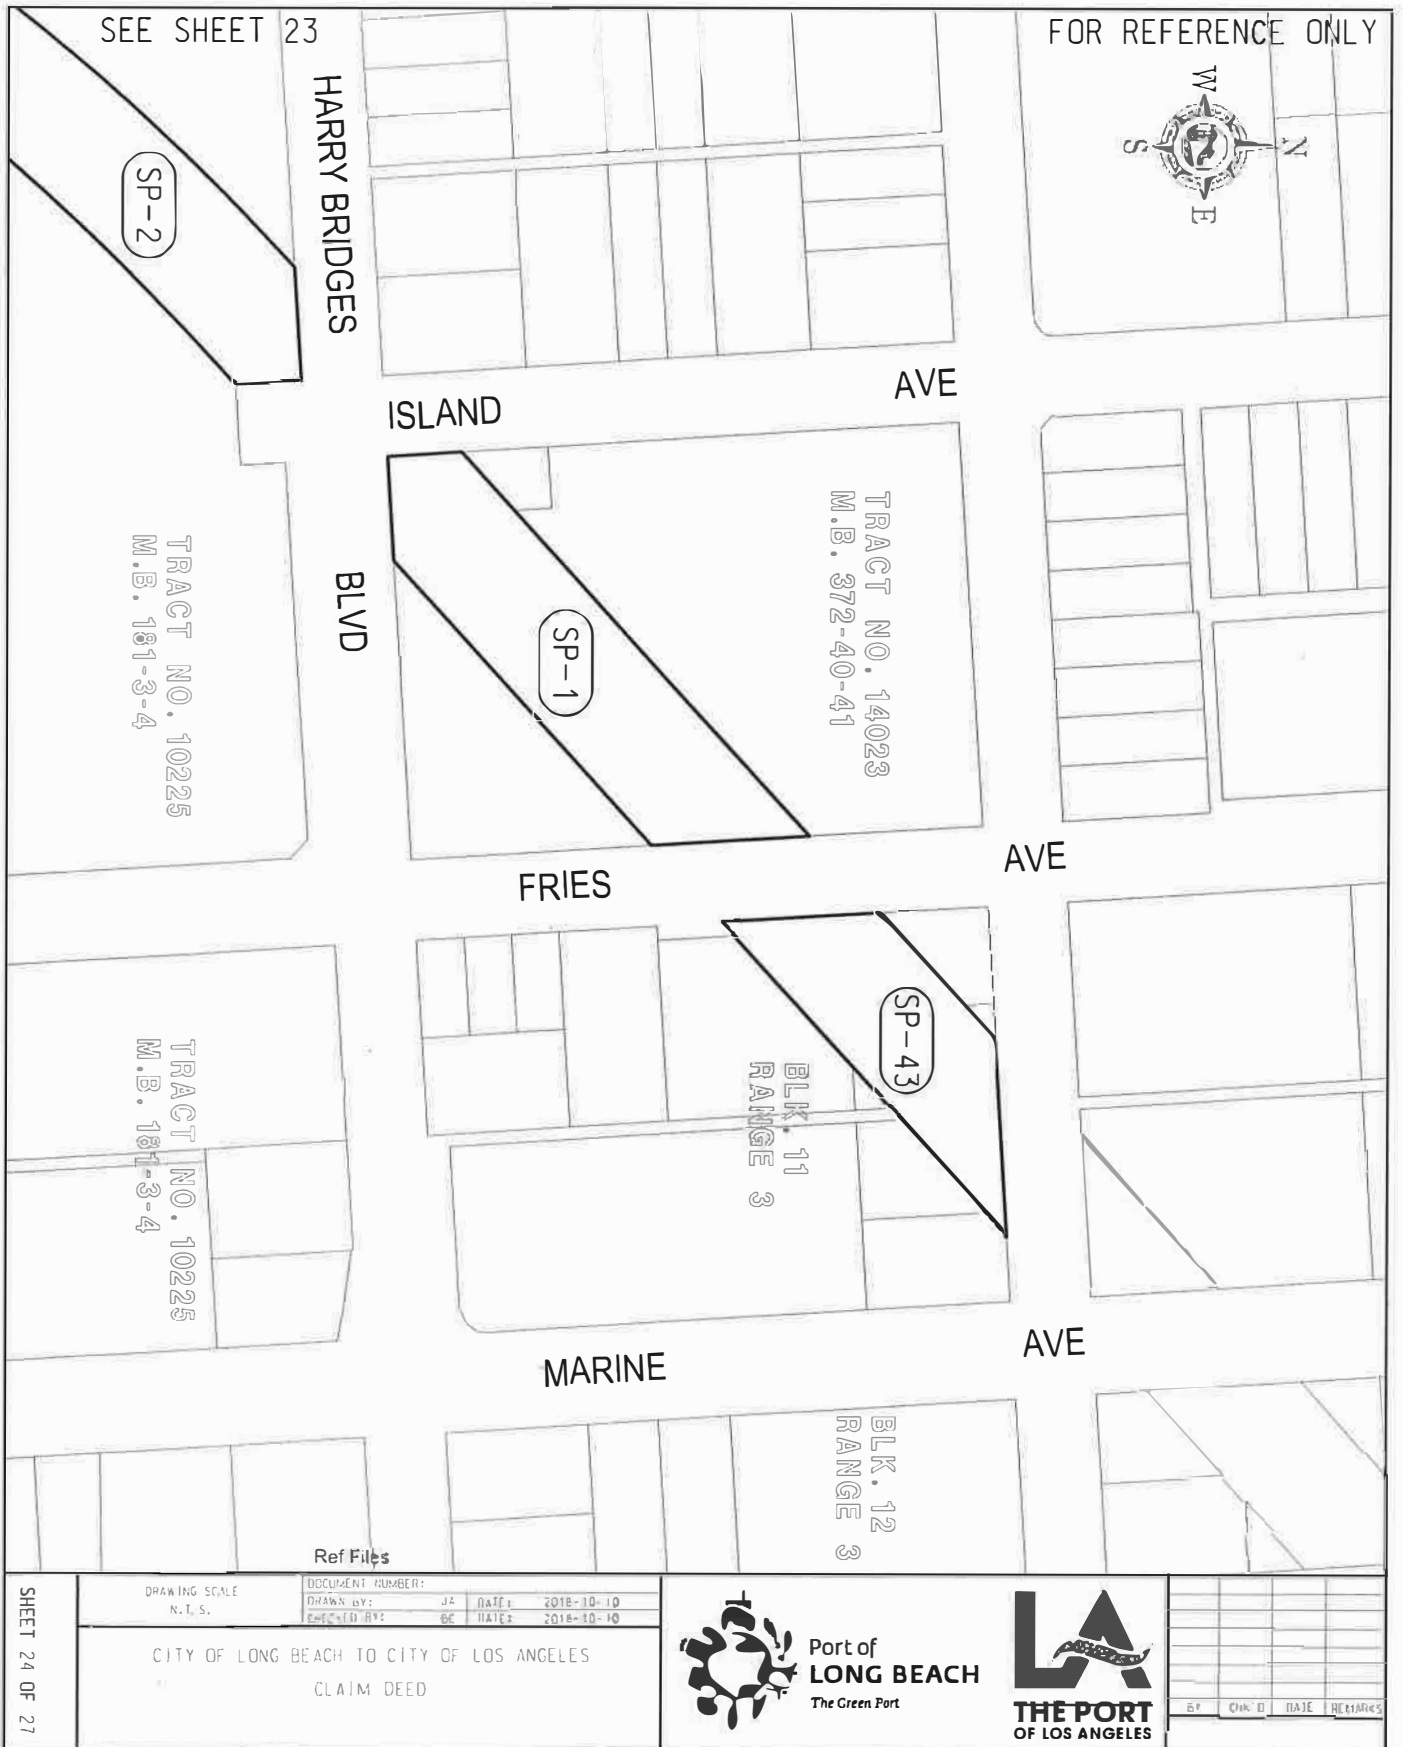 SEE SHEET 23
FOR REFERENCE ONLY
W
S
N
E
HARRY BRIDGES
BLVD
SP-2
ISLAND
AVE
TRACT NO. 10225
M.B. 181-3-4
SP-1
TRACT NO. 14023
M.B. 372-40-41
FRIES
AVE
SP-43
BLK. 11
RANGE 3
TRACT NO. 10225
M.B. 181-3-4
MARINE
AVE
BLK. 12
RANGE 3
Ref Files
SHEET 24 OF 27
DRAWING SCALE
N.T.S.
DOCUMENT NUMBER:
DRAWN BY: JA DATE: 2018-10-10
CHECKED BY: BC DATE: 2018-10-10
CITY OF LONG BEACH TO CITY OF LOS ANGELES
CLAIM DEED
Port of
LONG BEACH
The Green Port
LA
THE PORT
OF LOS ANGELES
BY CHK'D DATE REMARKS